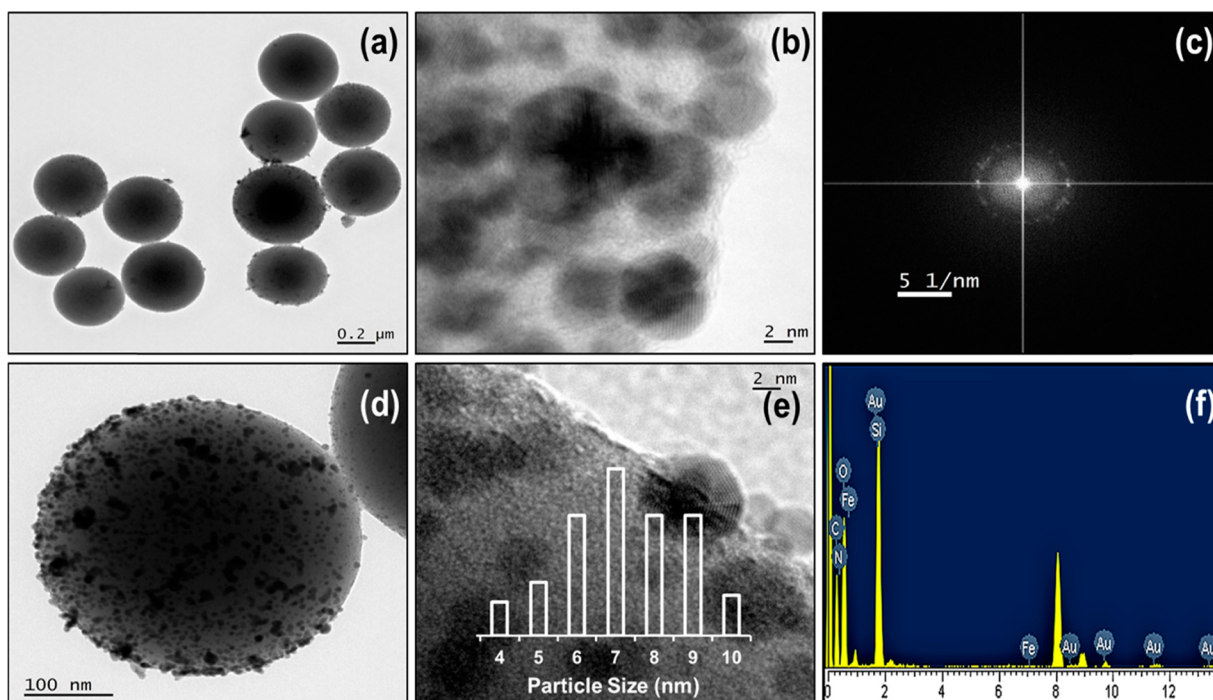 (a)
0.2 µm
(b)
2 nm
(c)
5 1/nm
(d)
100 nm
2 nm
(e)
4 5 6 7 8 9 10
Particle Size (nm)
(f)
Au
Si
O
Fe
C
N
Fe Au Au Au Au
0 2 4 6 8 10 12